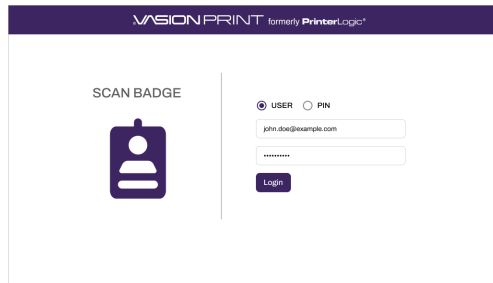 VASION PRINT formerly PrinterLogic®
SCAN BADGE
USER PIN
john.doe@example.com
••••••••••
Login